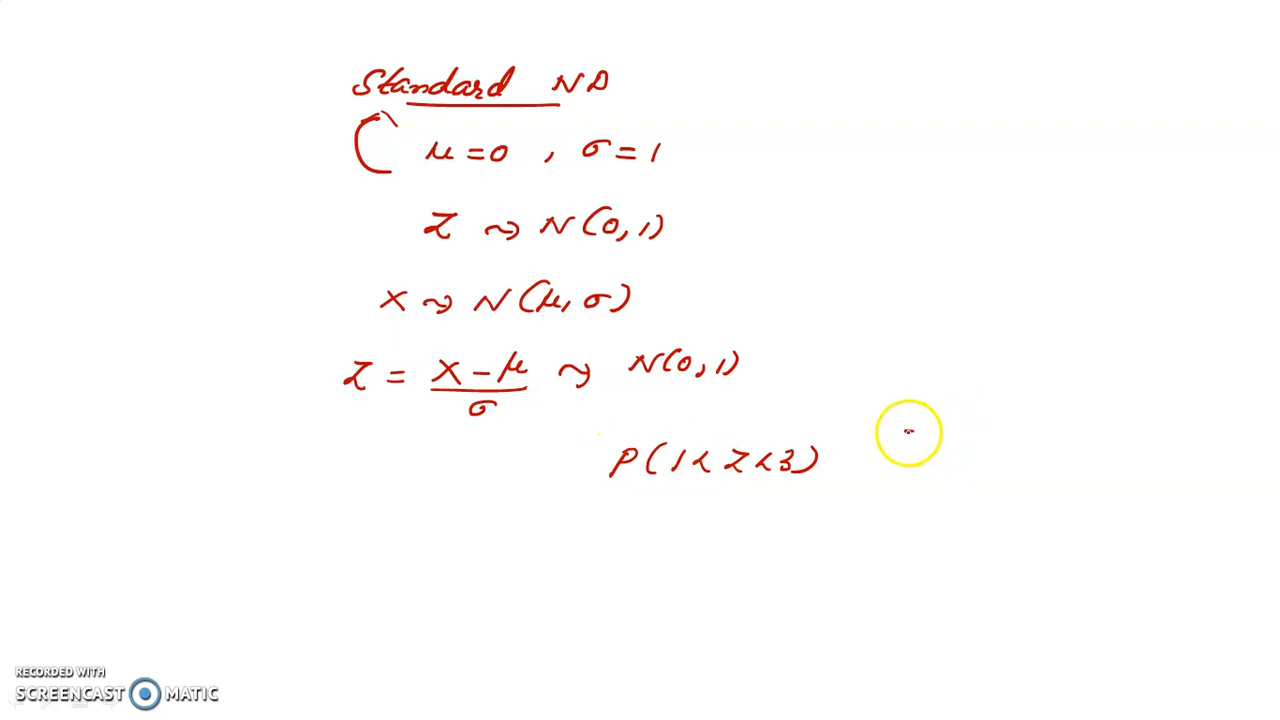 Standard ND
μ = 0 , σ = 1
Z ~ N(0, 1)
X ~ N(μ, σ)
Z = X - μ / σ ~ N(0, 1)
P(1 < Z < 3)
RECORDED WITH
SCREENCAST MATIC